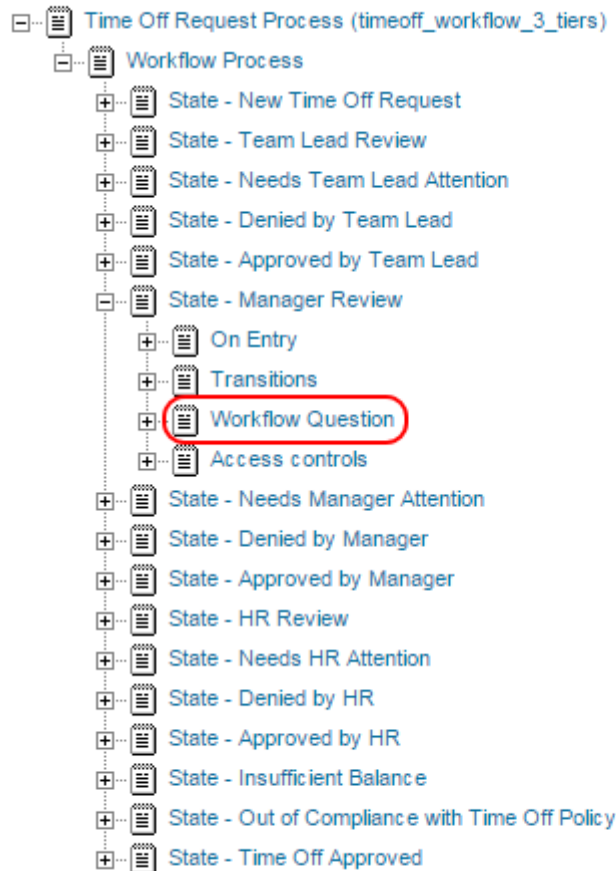 Time Off Request Process (timeoff_workflow_3_tiers)
Workflow Process
State - New Time Off Request
State - Team Lead Review
State - Needs Team Lead Attention
State - Denied by Team Lead
State - Approved by Team Lead
State - Manager Review
On Entry
Transitions
Workflow Question
Access controls
State - Needs Manager Attention
State - Denied by Manager
State - Approved by Manager
State - HR Review
State - Needs HR Attention
State - Denied by HR
State - Approved by HR
State - Insufficient Balance
State - Out of Compliance with Time Off Policy
State - Time Off Approved